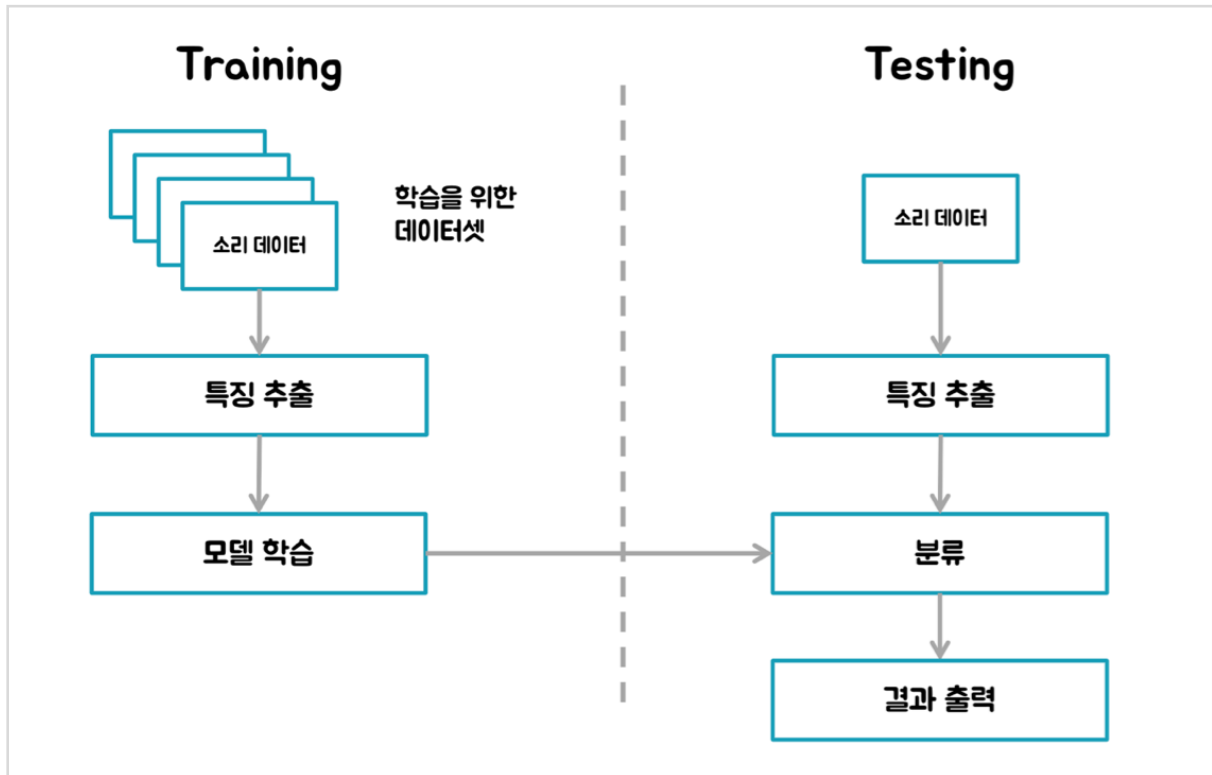 Training
소리 데이터
학습을 위한
데이터셋
특징 추출
모델 학습
Testing
소리 데이터
특징 추출
분류
결과 출력